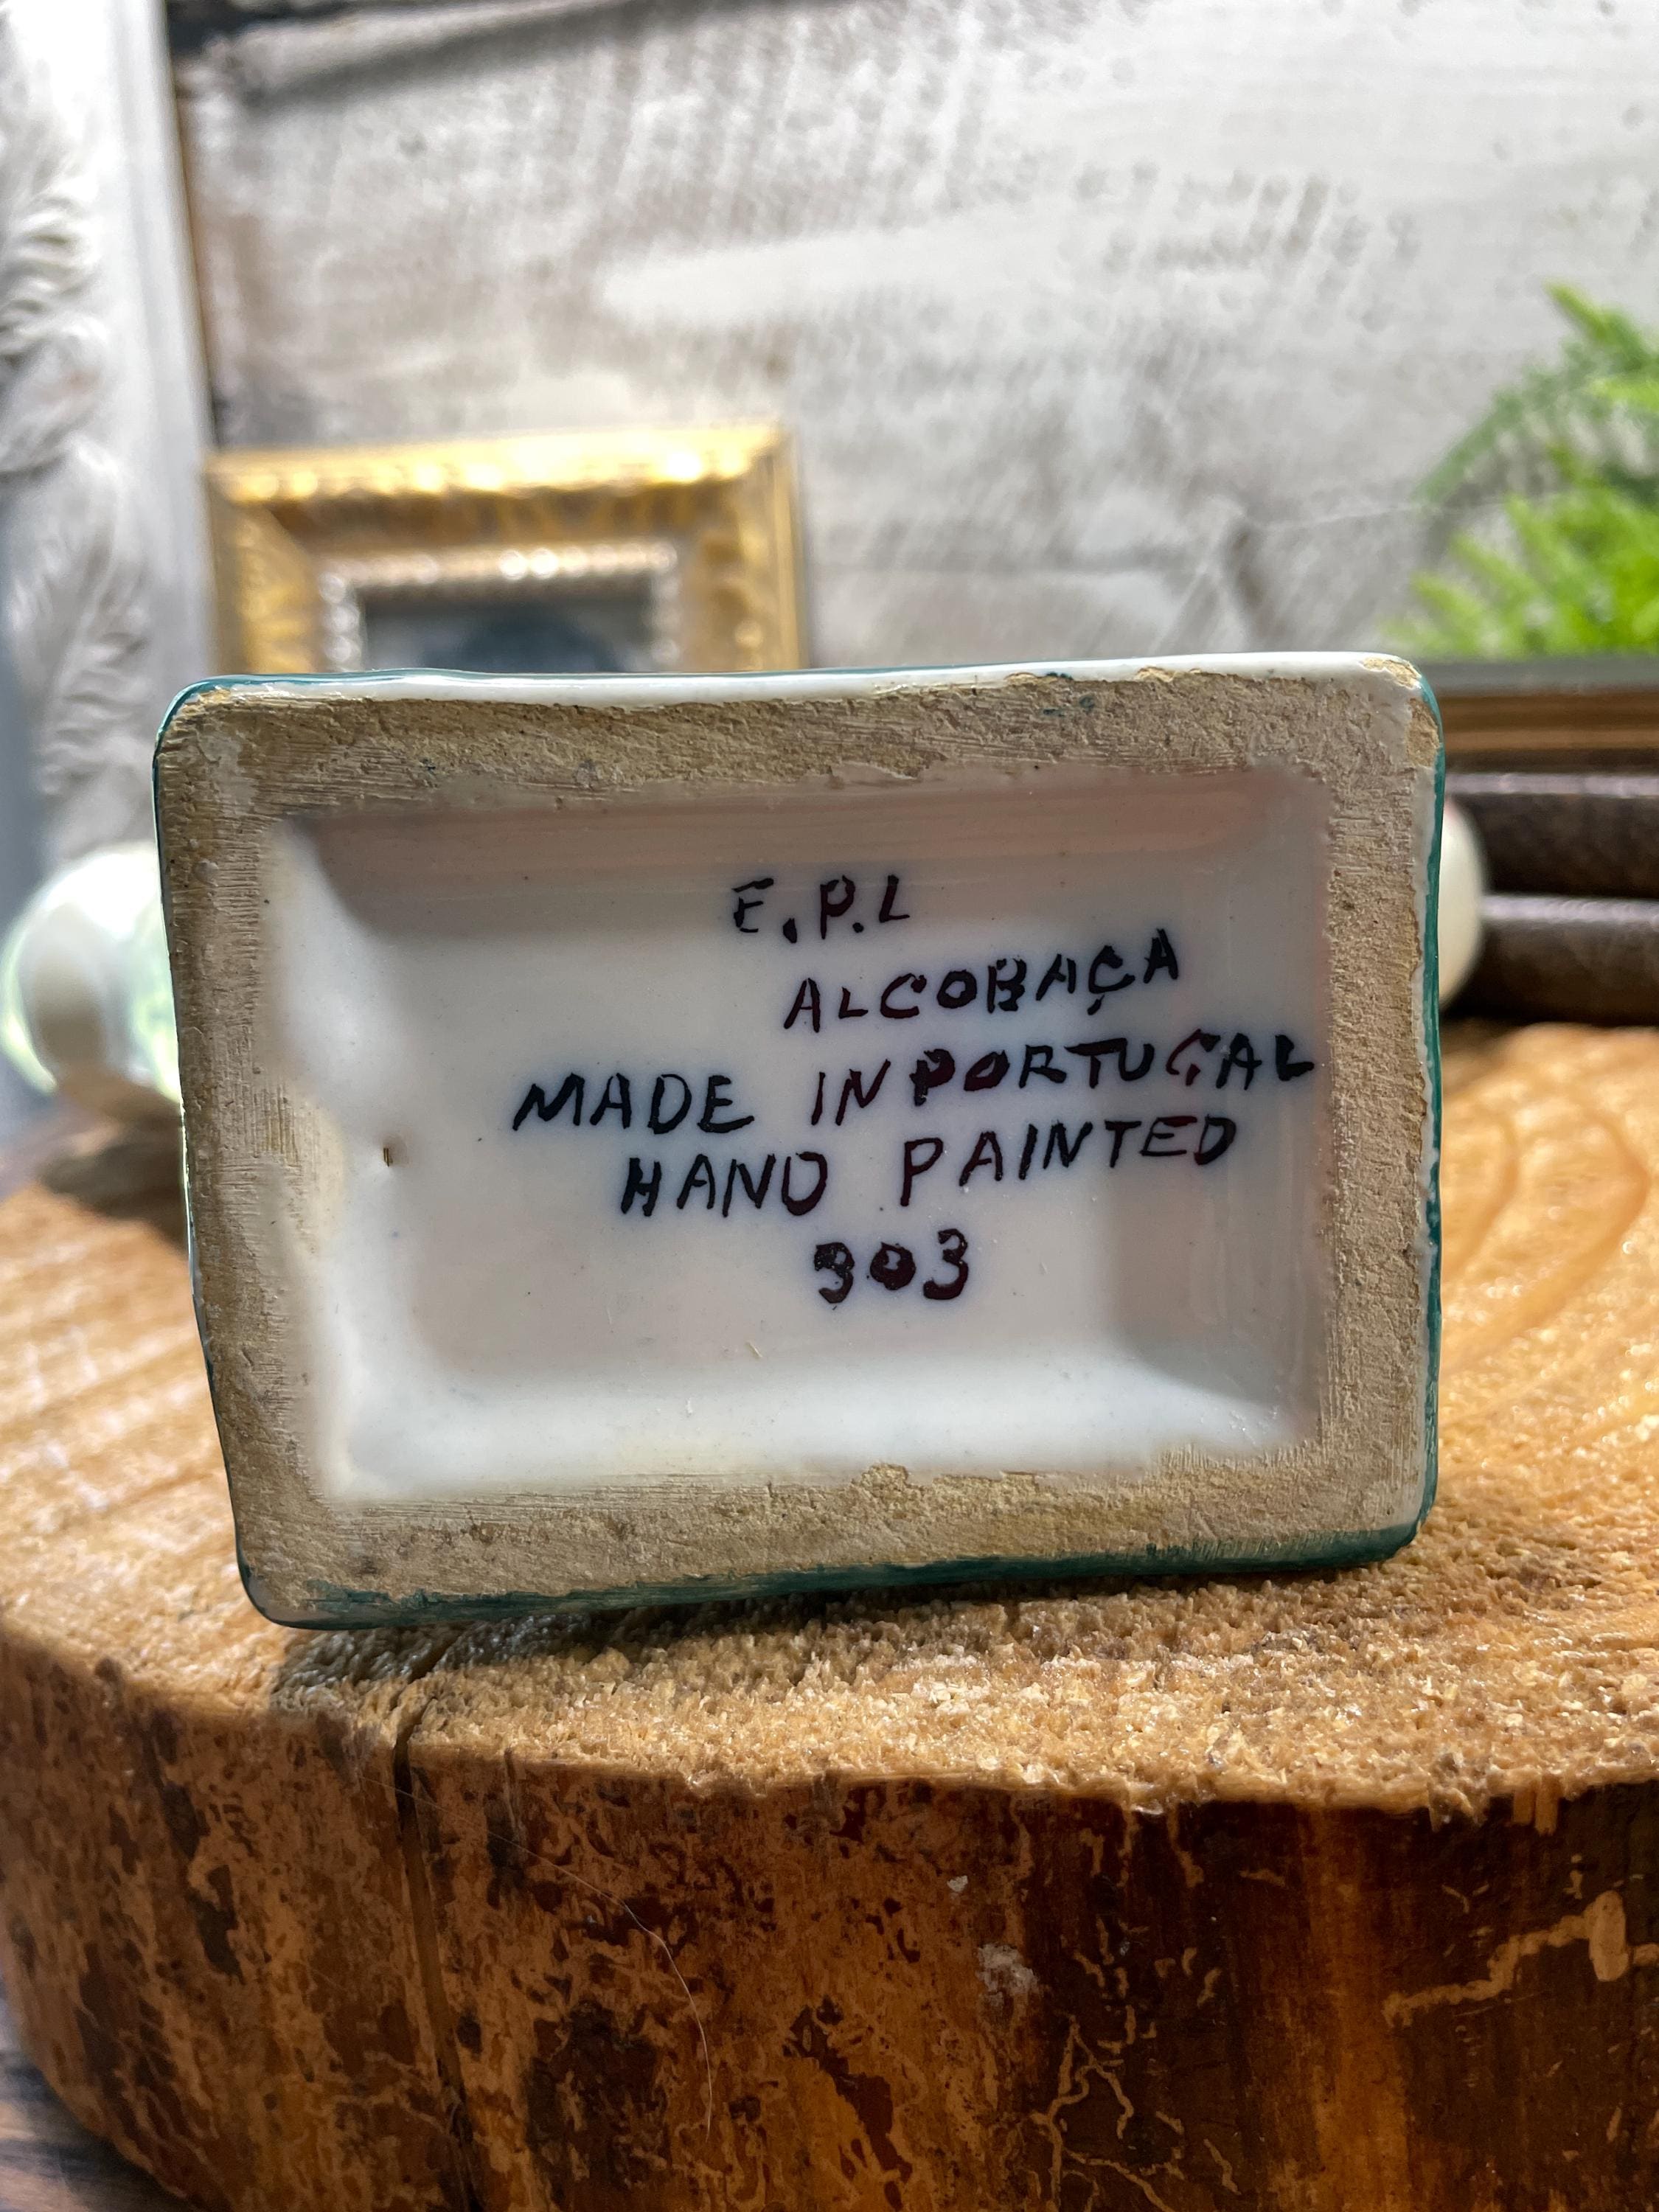 E.P.L
ALCOBAÇA
MADE IN PORTUGAL
HAND PAINTED
303